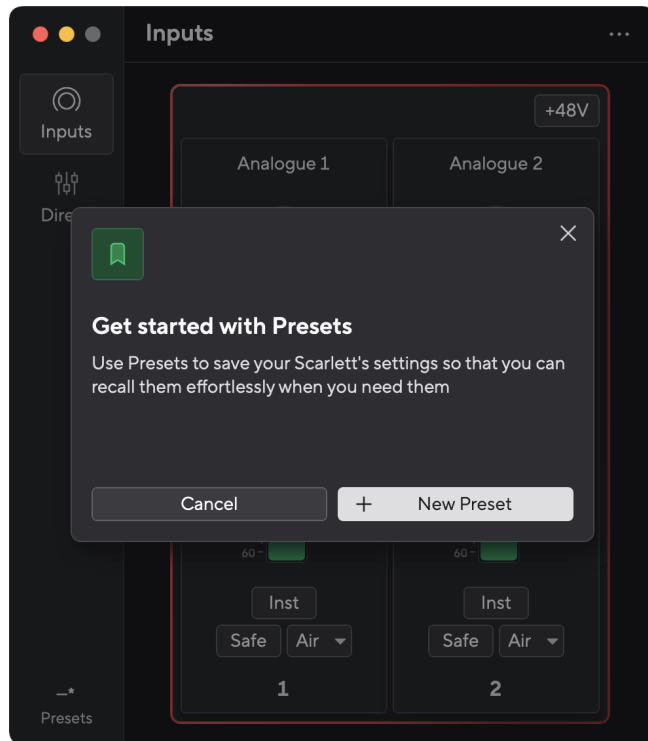 Inputs
...
+48V
Inputs
Analogue 1
Analogue 2
Get started with Presets
Use Presets to save your Scarlett's settings so that you can
recall them effortlessly when you need them
Cancel
+ New Preset
60 -
60 -
Inst
Inst
Safe
Air
Safe
Air
1
2
_*
Presets